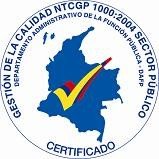 GESTIÓN DE LA CALIDAD NTCGP 1000:2004 SECTOR PÚBLICO
DEPARTAMENTO ADMINISTRATIVO DE LA FUNCIÓN PÚBLICA - DAFP
CERTIFICADO